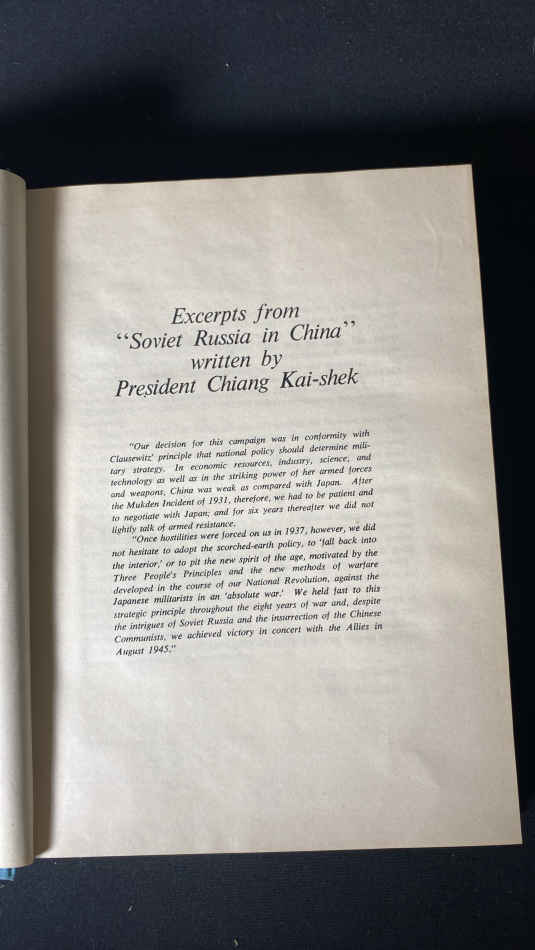 Excerpts from
“Soviet Russia in China”
written by
President Chiang Kai-shek
“Our decision for this campaign was in conformity with
Clausewitz' principle that national policy should determine mili-
tary strategy. In economic resources, industry, science, and
technology as well as in the striking power of her armed forces
and weapons, China was weak as compared with Japan. After
the Mukden Incident of 1931, therefore, we had to be patient and
to negotiate with Japan; and for six years thereafter we did not
lightly talk of armed resistance.
“Once hostilities were forced on us in 1937, however, we did
not hesitate to adopt the scorched-earth policy, to ‘fall back into
the interior,’ or to pit the new spirit of the age, motivated by the
Three People's Principles and the new methods of warfare
developed in the course of our National Revolution, against the
Japanese militarists in an ‘absolute war.’ We held fast to this
strategic principle throughout the eight years of war and, despite
the intrigues of Soviet Russia and the insurrection of the Chinese
Communists, we achieved victory in concert with the Allies in
August 1945.”